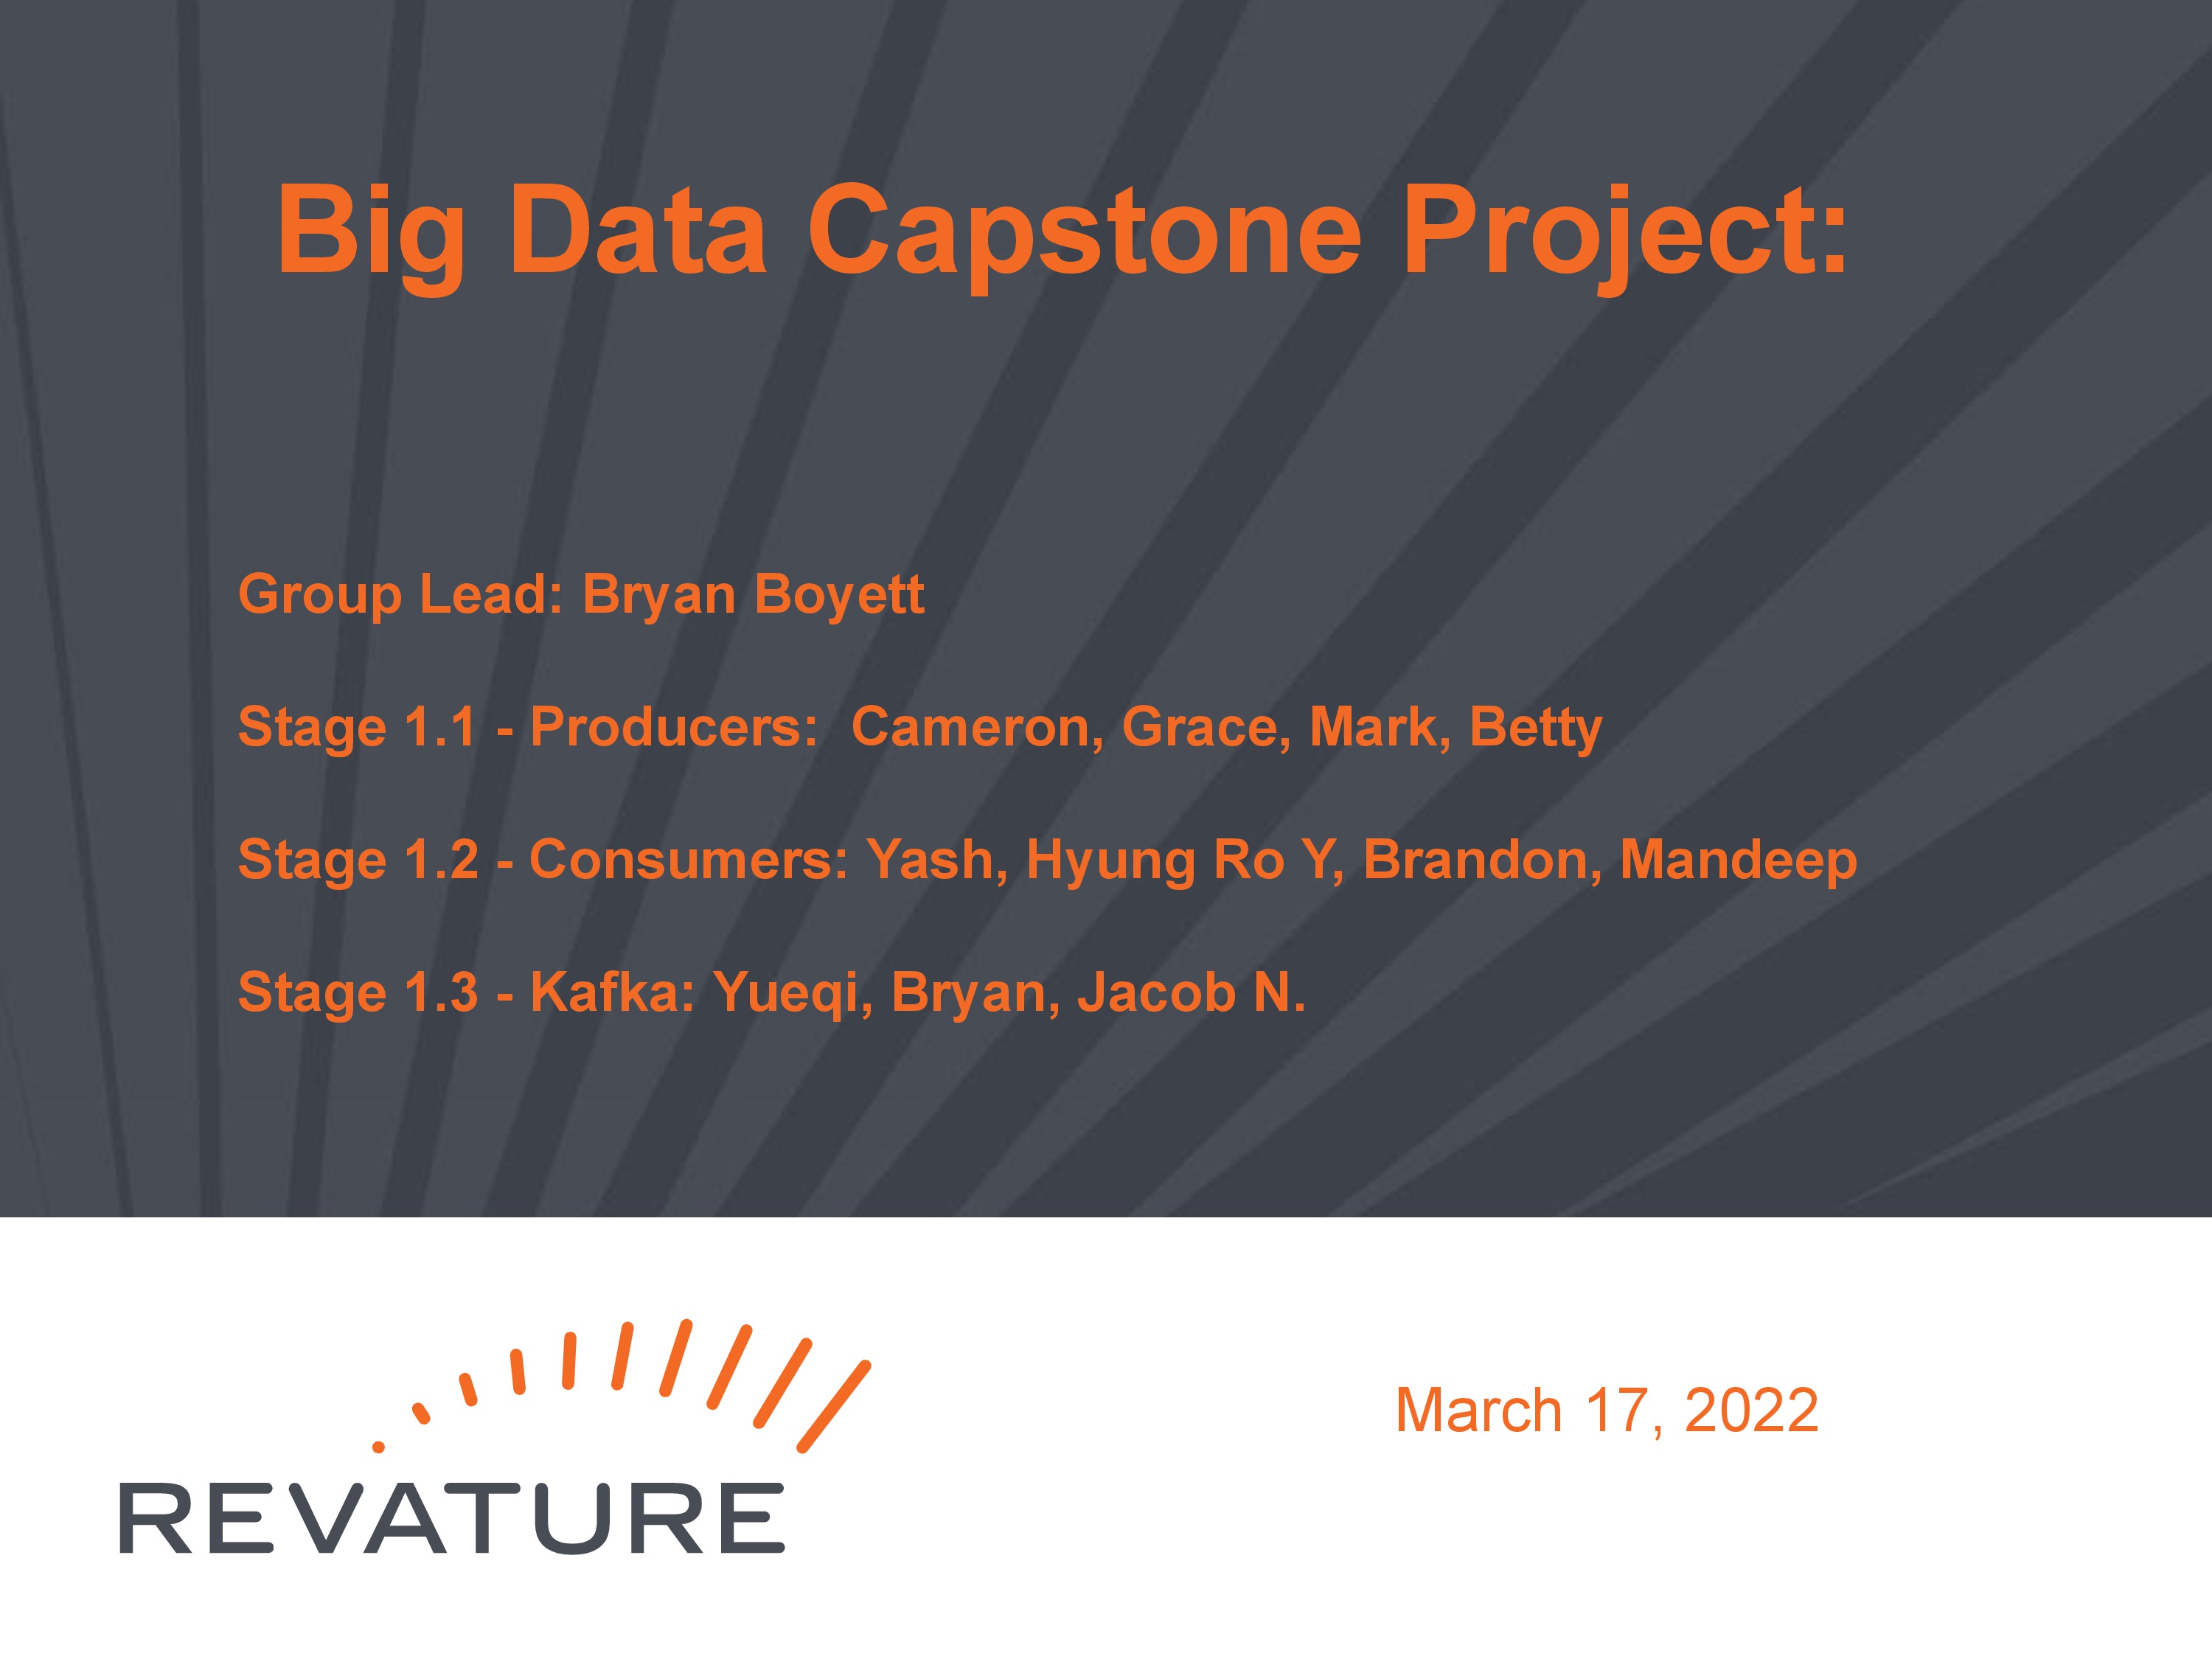 Big Data Capstone Project:
Group Lead: Bryan Boyett
Stage 1.1 - Producers:  Cameron, Grace, Mark, Betty
Stage 1.2 - Consumers: Yash, Hyung Ro Y, Brandon, Mandeep
Stage 1.3 - Kafka: Yueqi, Bryan, Jacob N.
March 17, 2022
REVATURE